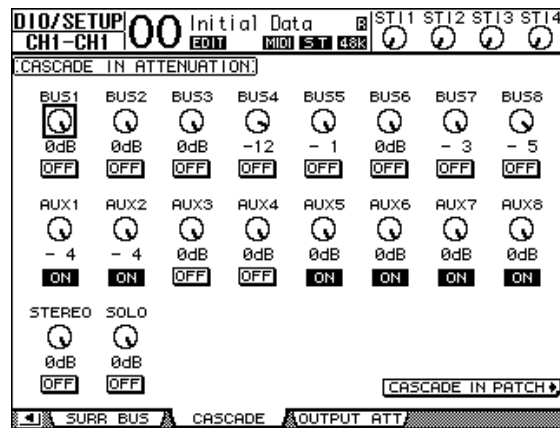 DIO/SETUP 00 Initial Data R STI1 STI2 STI3 STI4
CH1-CH1 EDIT MIDI ST 48k
CASCADE IN ATTENUATION
BUS1 BUS2 BUS3 BUS4 BUS5 BUS6 BUS7 BUS8
0dB 0dB 0dB -12 - 1 0dB - 3 - 5
OFF OFF OFF OFF OFF OFF OFF OFF
AUX1 AUX2 AUX3 AUX4 AUX5 AUX6 AUX7 AUX8
- 4 - 4 0dB 0dB 0dB 0dB 0dB 0dB
ON ON OFF OFF ON ON ON ON
STEREO SOLO
0dB 0dB
OFF OFF
CASCADE IN PATCH
SURR BUS CASCADE OUTPUT ATT